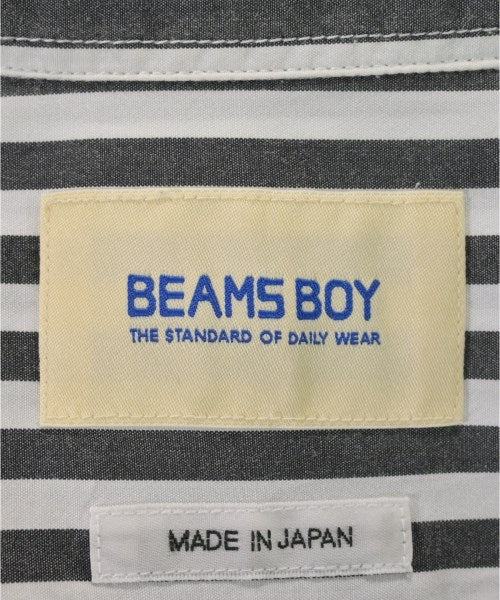 BEAMS BOY
THE STANDARD OF DAILY WEAR
MADE IN JAPAN